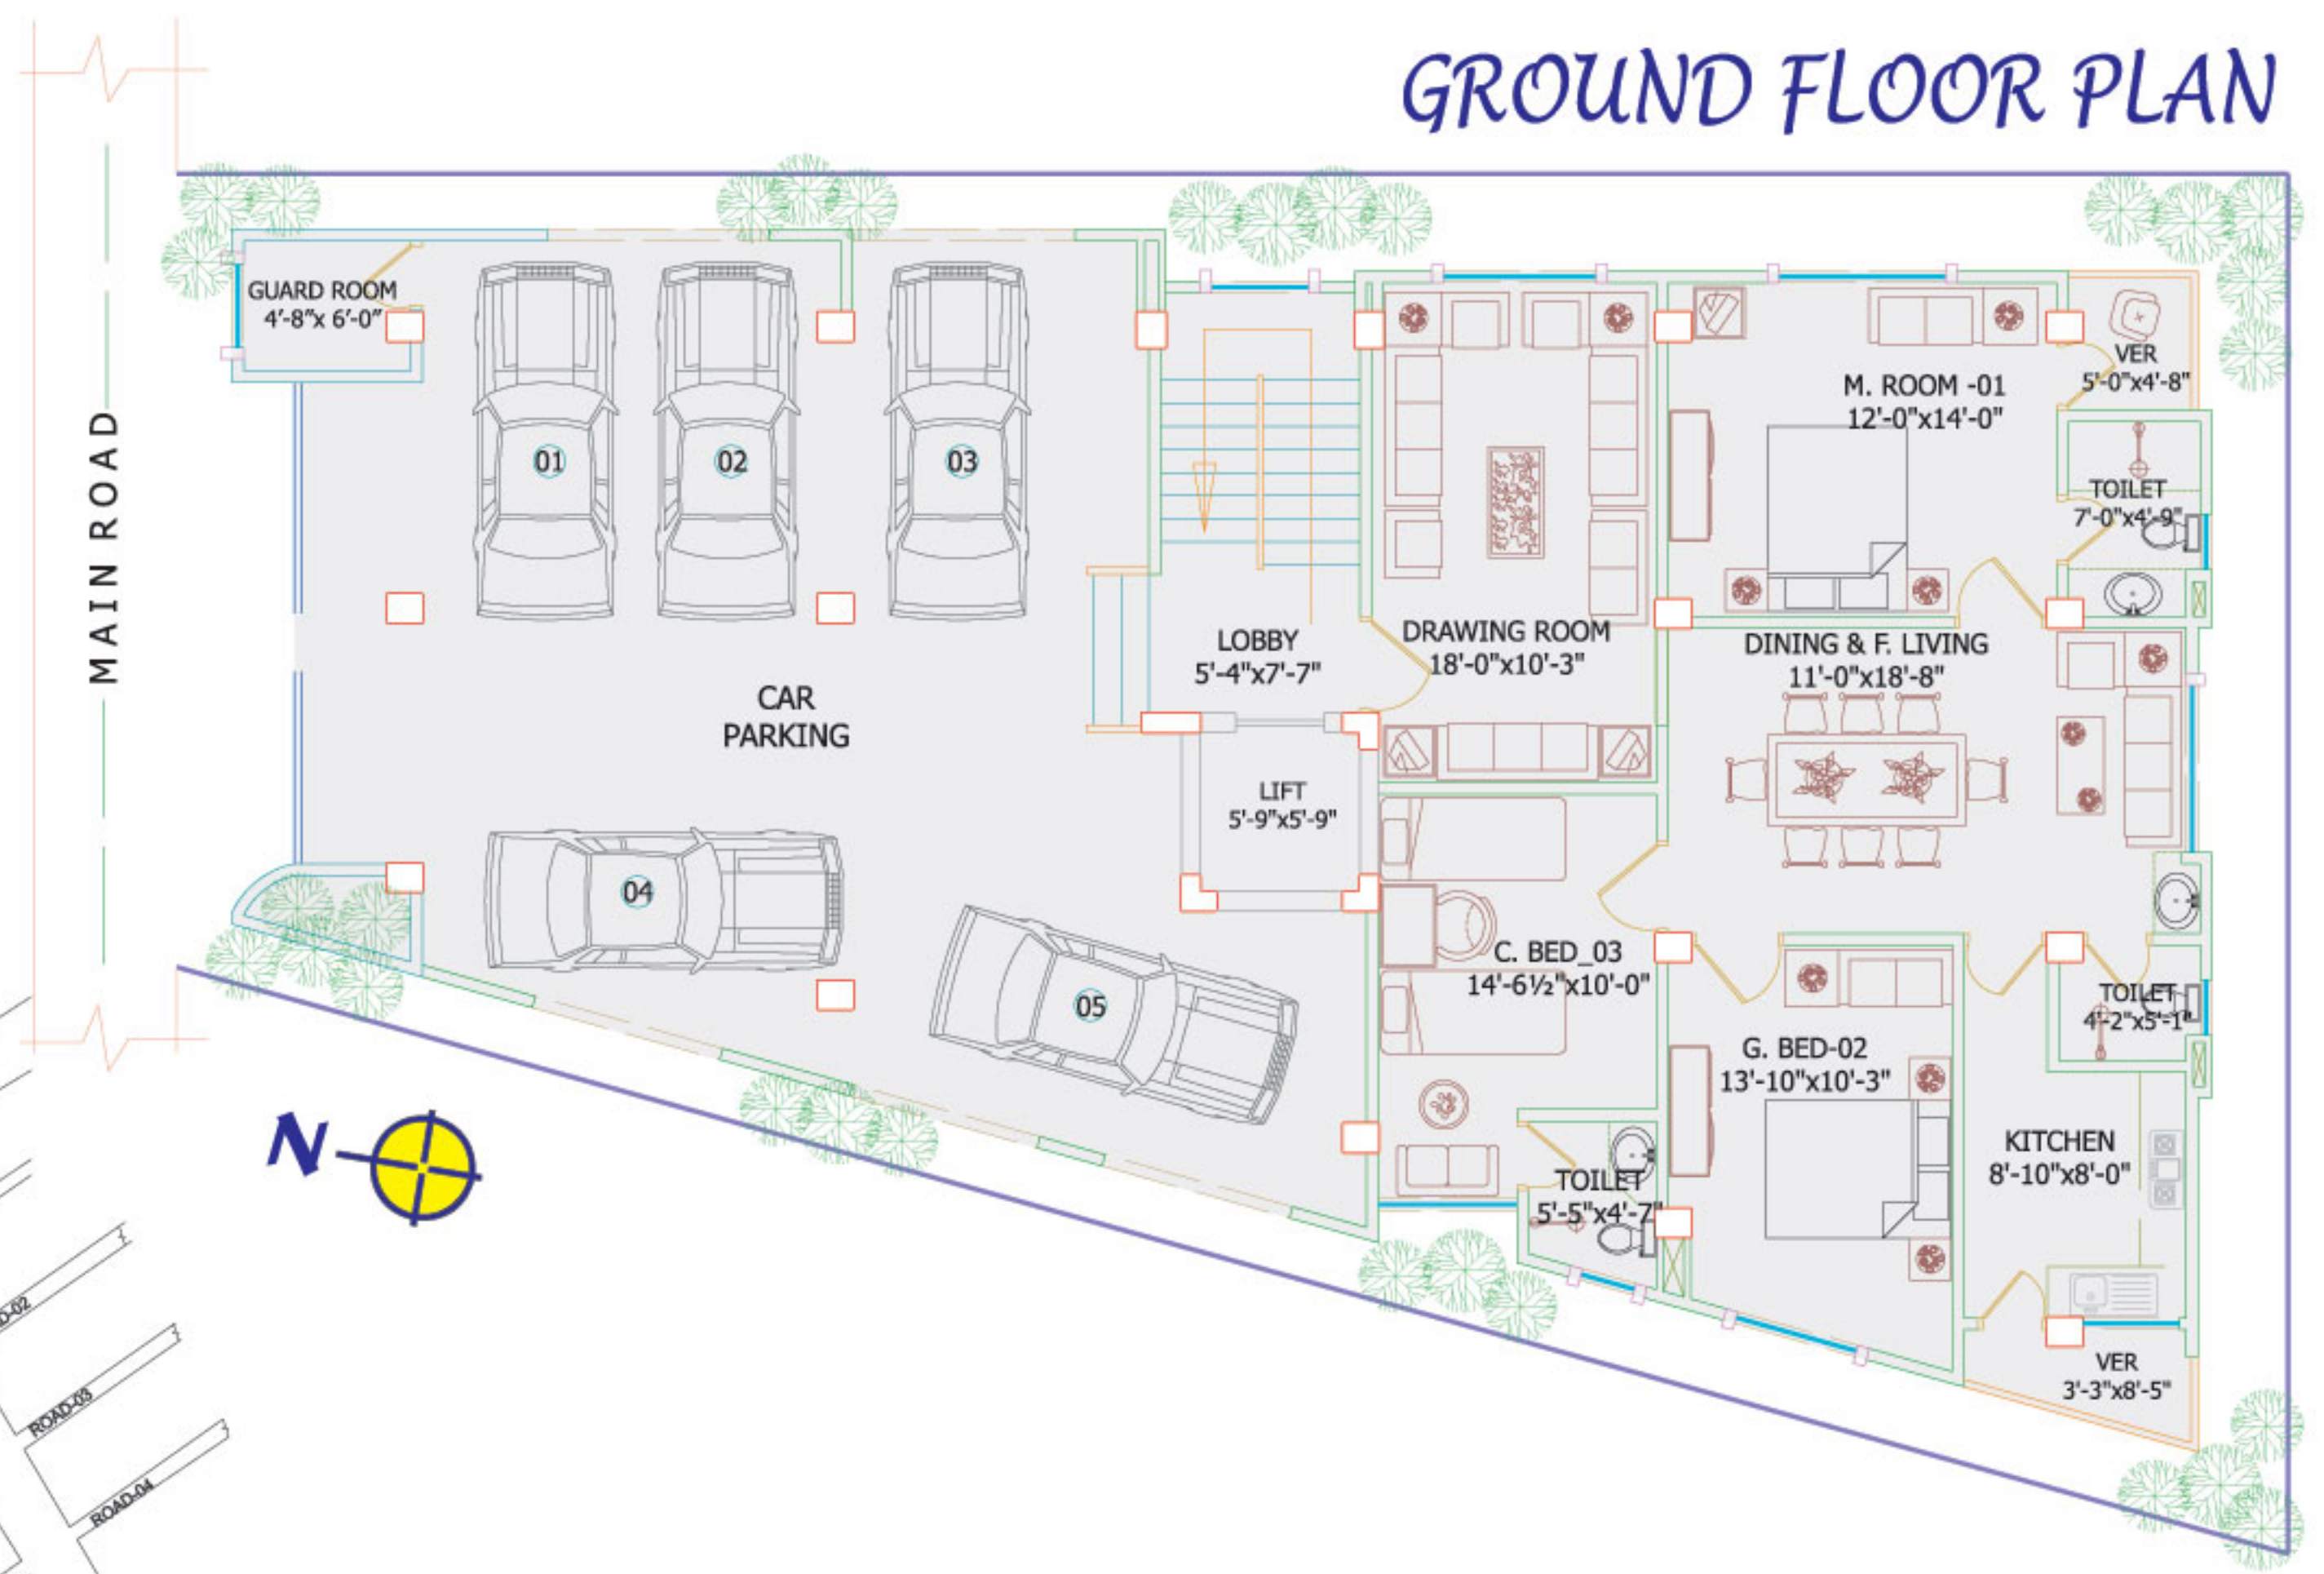 GROUND FLOOR PLAN
GUARD ROOM
4'-8"x 6'-0"
MAIN ROAD
01
02
03
CAR
PARKING
04
05
LOBBY
5'-4"x7'-7"
LIFT
5'-9"x5'-9"
DRAWING ROOM
18'-0"x10'-3"
M. ROOM -01
12'-0"x14'-0"
VER
5'-0"x4'-8"
TOILET
7'-0"x4'-9"
DINING & F. LIVING
11'-0"x18'-8"
C. BED_03
14'-6½"x10'-0"
TOILET
4'-2"x5'-1"
G. BED-02
13'-10"x10'-3"
KITCHEN
8'-10"x8'-0"
TOILET
5'-5"x4'-7"
VER
3'-3"x8'-5"
N
ROAD-03
ROAD-04